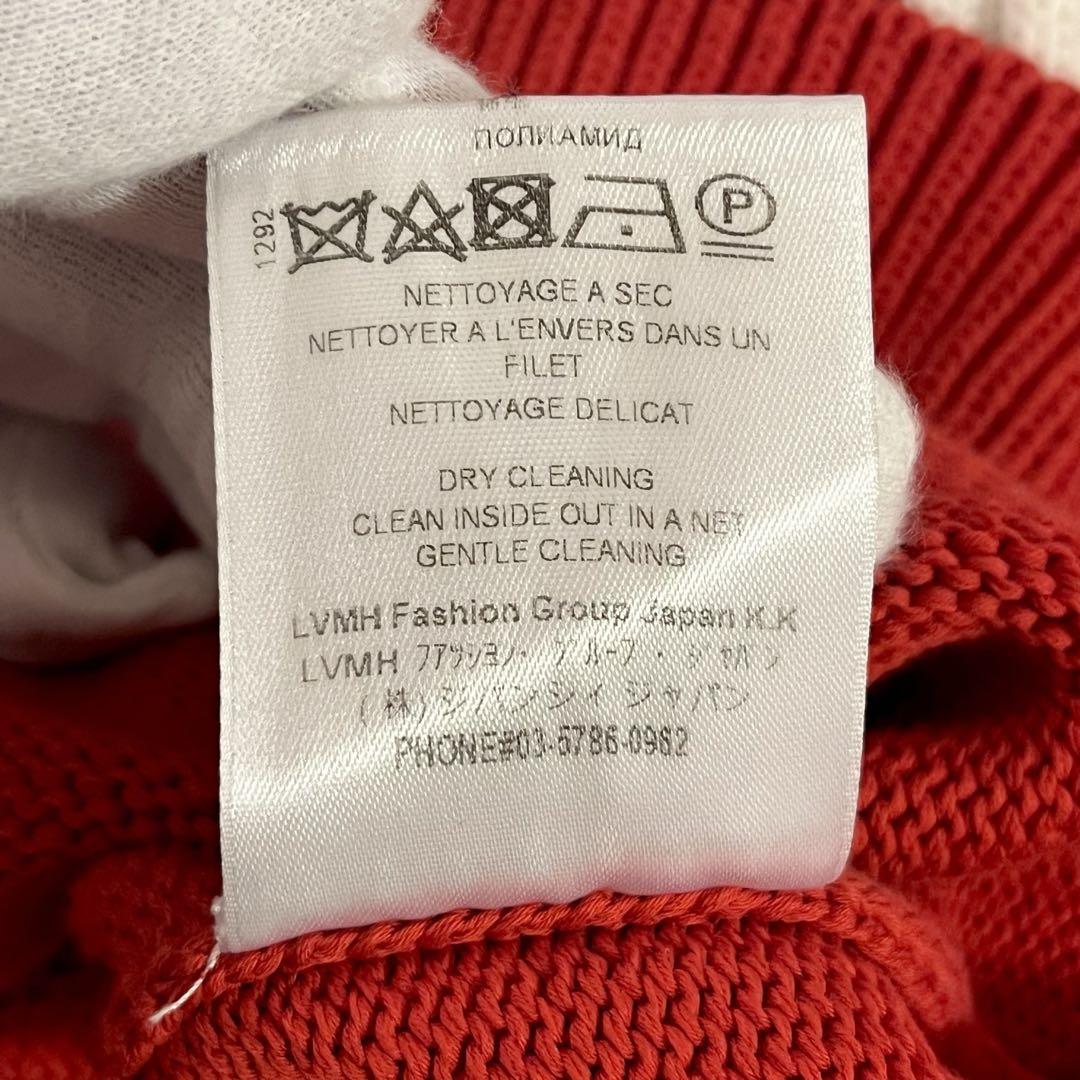 ПОЛИАМИД
1292
P
NETTOYAGE A SEC
NETTOYER A L'ENVERS DANS UN
FILET
NETTOYAGE DELICAT
DRY CLEANING
CLEAN INSIDE OUT IN A NET
GENTLE CLEANING
LVMH Fashion Group Japan K.K
LVMH ファッション・グループ・ジャパン
(株)ジバンシィ ジャパン
PHONE#03-5786-0962